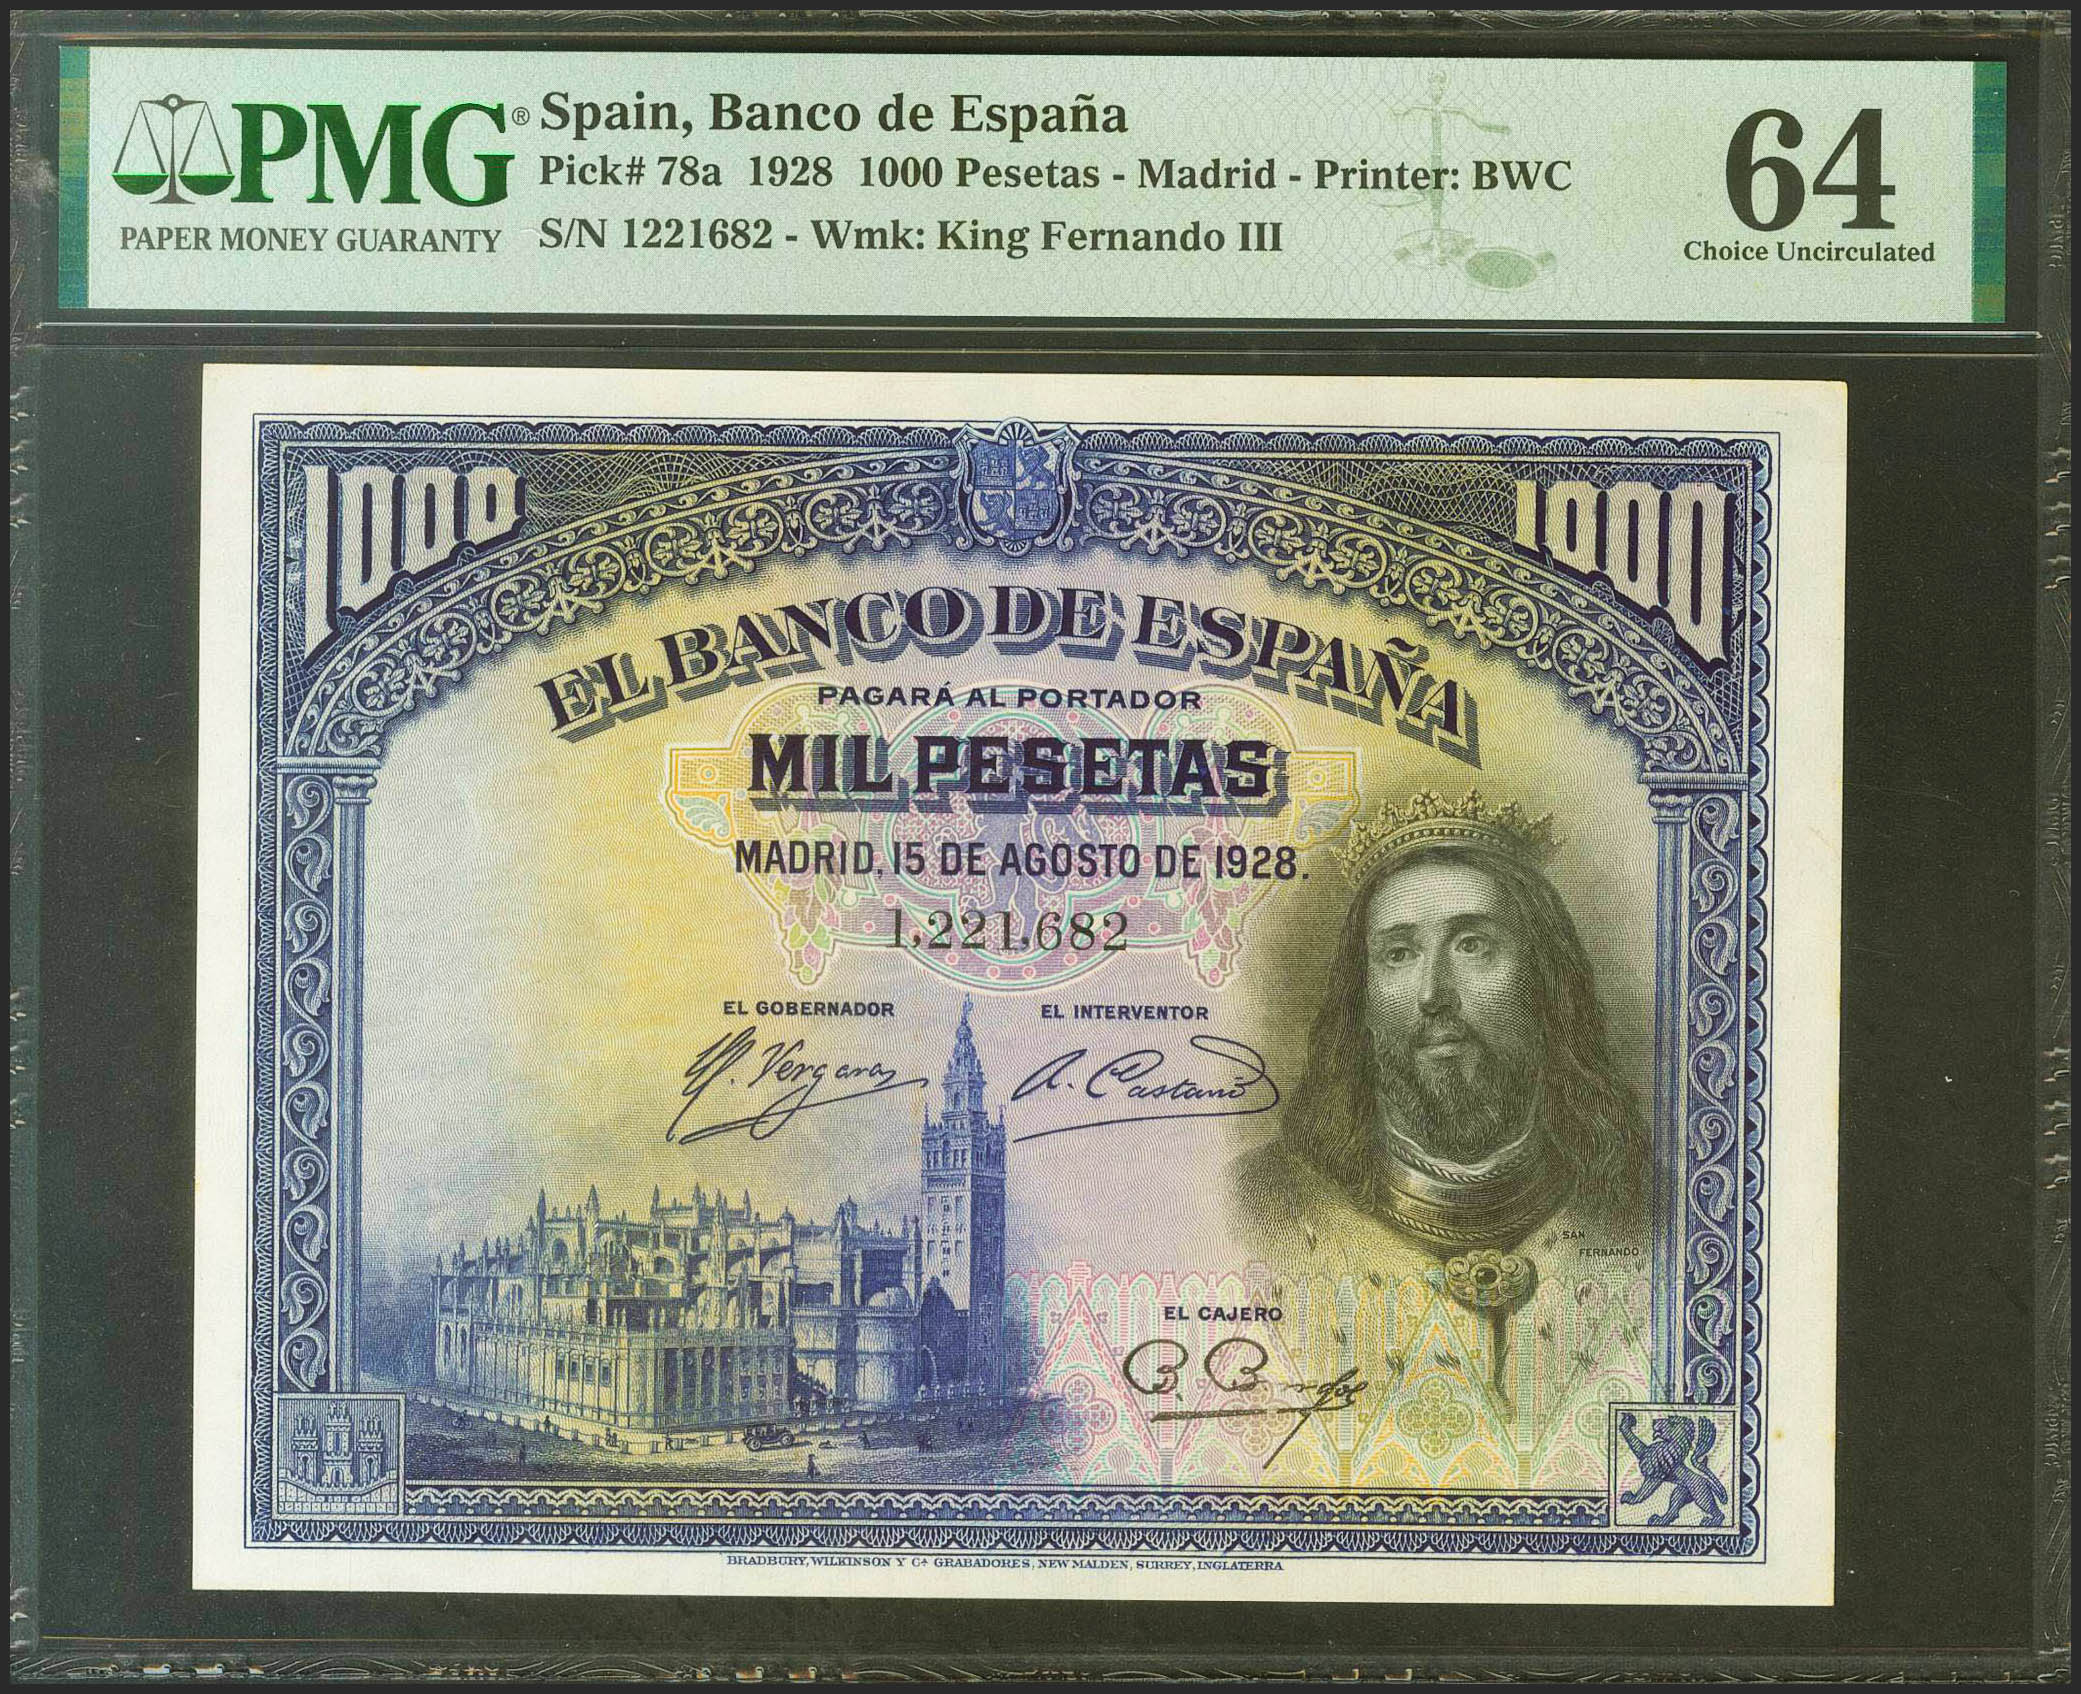 PMG®
PAPER MONEY GUARANTY
Spain, Banco de España
Pick# 78a 1928 1000 Pesetas - Madrid - Printer: BWC
S/N 1221682 - Wmk: King Fernando III
64
Choice Uncirculated
1000
1000
EL BANCO DE ESPAÑA
PAGARÁ AL PORTADOR
MIL PESETAS
MADRID, 15 DE AGOSTO DE 1928.
1,221,682
EL GOBERNADOR
EL INTERVENTOR
Vergara
A. Castaño
SAN
FERNANDO
EL CAJERO
BRADBURY, WILKINSON Y Cª GRABADORES, NEW MALDEN, SURREY, INGLATERRA